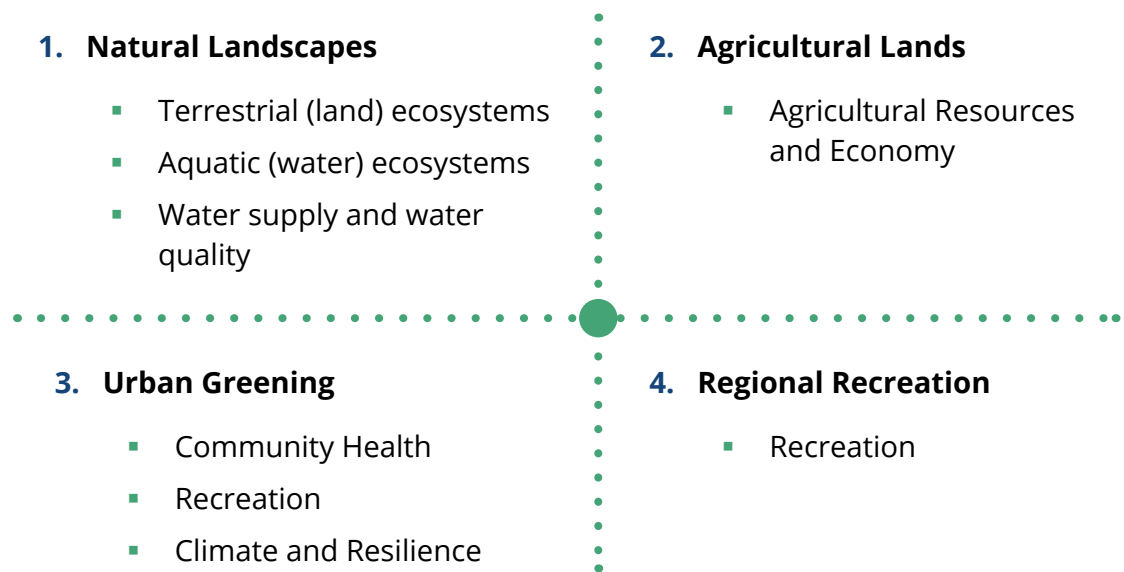 1. Natural Landscapes
▪ Terrestrial (land) ecosystems
▪ Aquatic (water) ecosystems
▪ Water supply and water
quality
2. Agricultural Lands
▪ Agricultural Resources
and Economy
3. Urban Greening
▪ Community Health
▪ Recreation
▪ Climate and Resilience
4. Regional Recreation
▪ Recreation